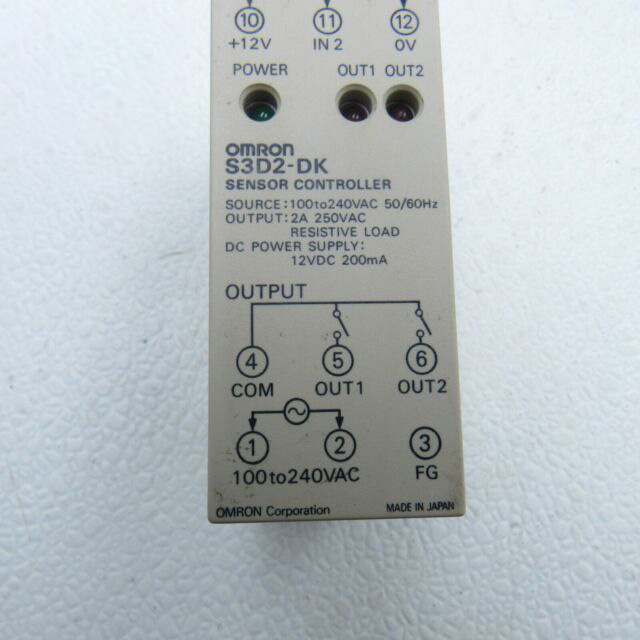 10 11 12
+12V IN 2 0V
POWER OUT1 OUT2
OMRON
S3D2-DK
SENSOR CONTROLLER
SOURCE:100to240VAC 50/60Hz
OUTPUT:2A 250VAC
RESISTIVE LOAD
DC POWER SUPPLY:
12VDC 200mA
OUTPUT
4 5 6
COM OUT1 OUT2
1 2 3
100to240VAC FG
OMRON Corporation MADE IN JAPAN